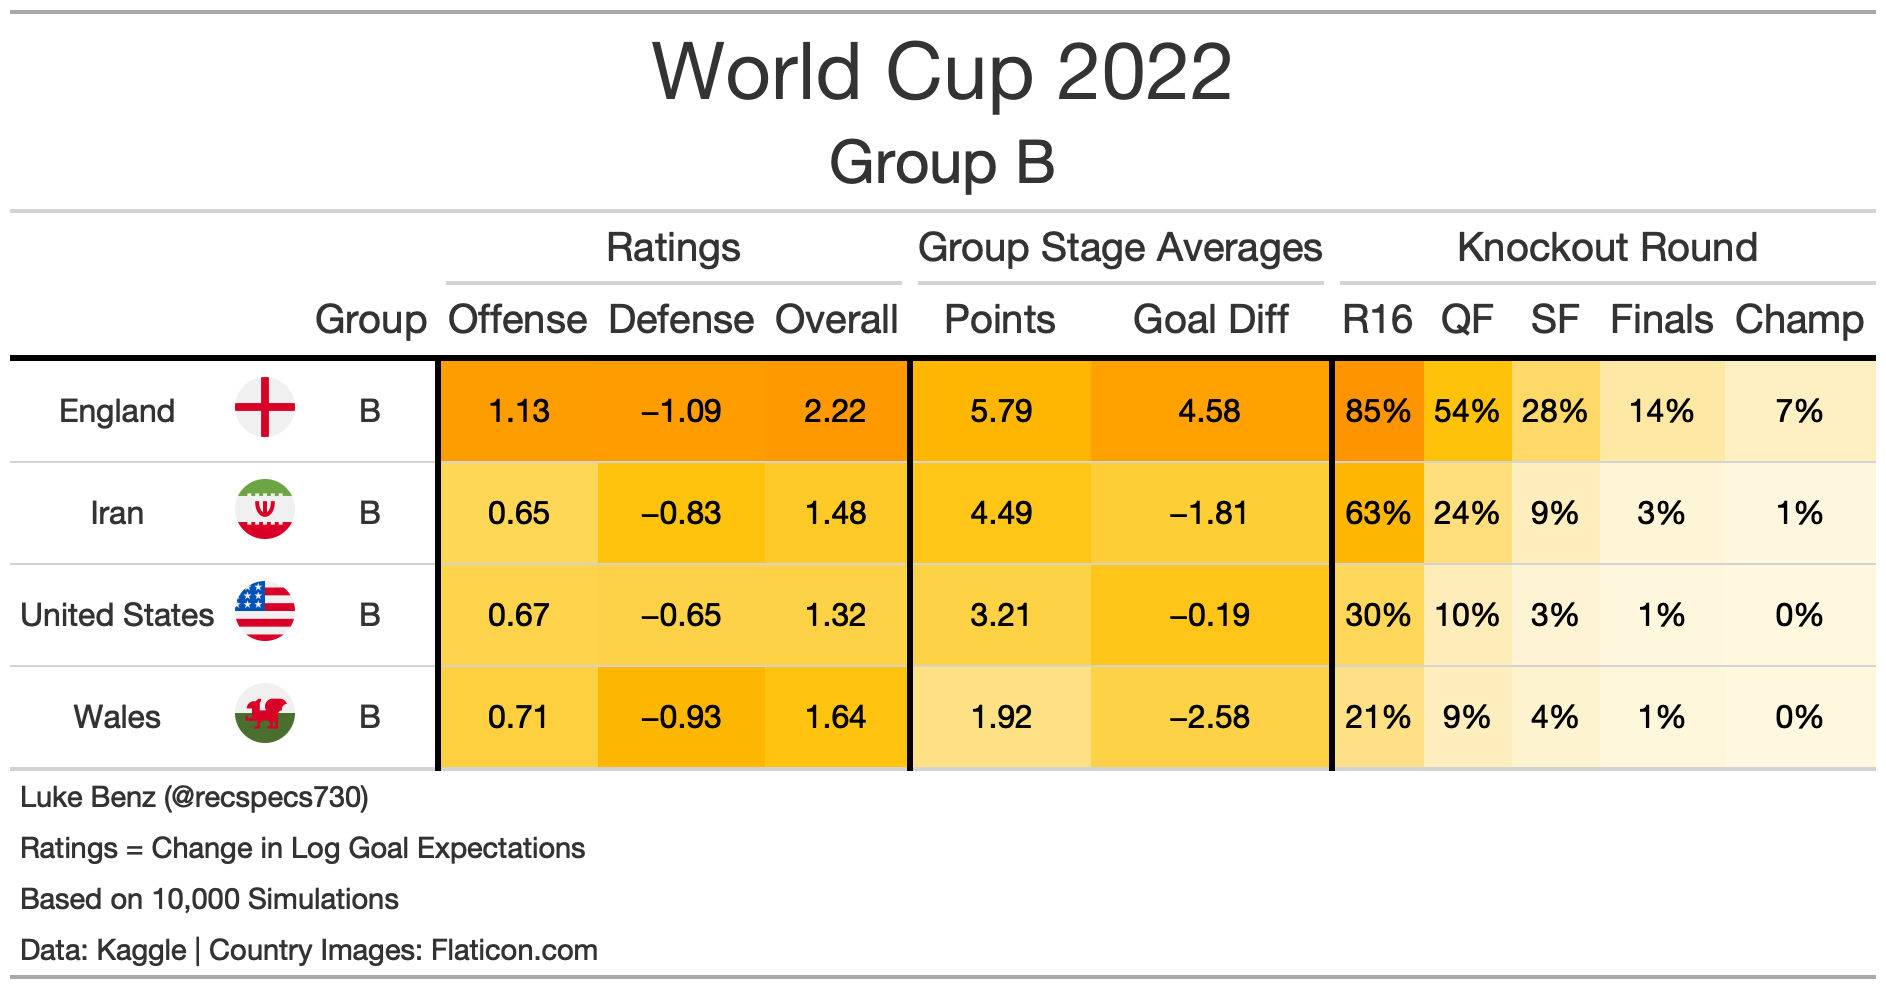 World Cup 2022
Group B
Ratings Group Stage Averages Knockout Round
Group Offense Defense Overall Points Goal Diff R16 QF SF Finals Champ
England B 1.13 −1.09 2.22 5.79 4.58 85% 54% 28% 14% 7%
Iran B 0.65 −0.83 1.48 4.49 −1.81 63% 24% 9% 3% 1%
United States B 0.67 −0.65 1.32 3.21 −0.19 30% 10% 3% 1% 0%
Wales B 0.71 −0.93 1.64 1.92 −2.58 21% 9% 4% 1% 0%
Luke Benz (@recspecs730)
Ratings = Change in Log Goal Expectations
Based on 10,000 Simulations
Data: Kaggle | Country Images: Flaticon.com